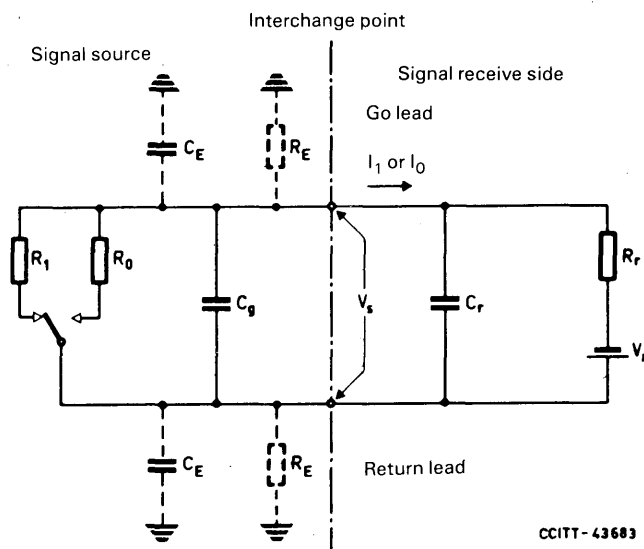 Interchange point
Signal source
Signal receive side
Go lead
C_E
R_E
I_1 or I_0
R_1
R_0
C_g
V_s
C_r
R_r
C_E
R_E
Return lead
CCITT-43683